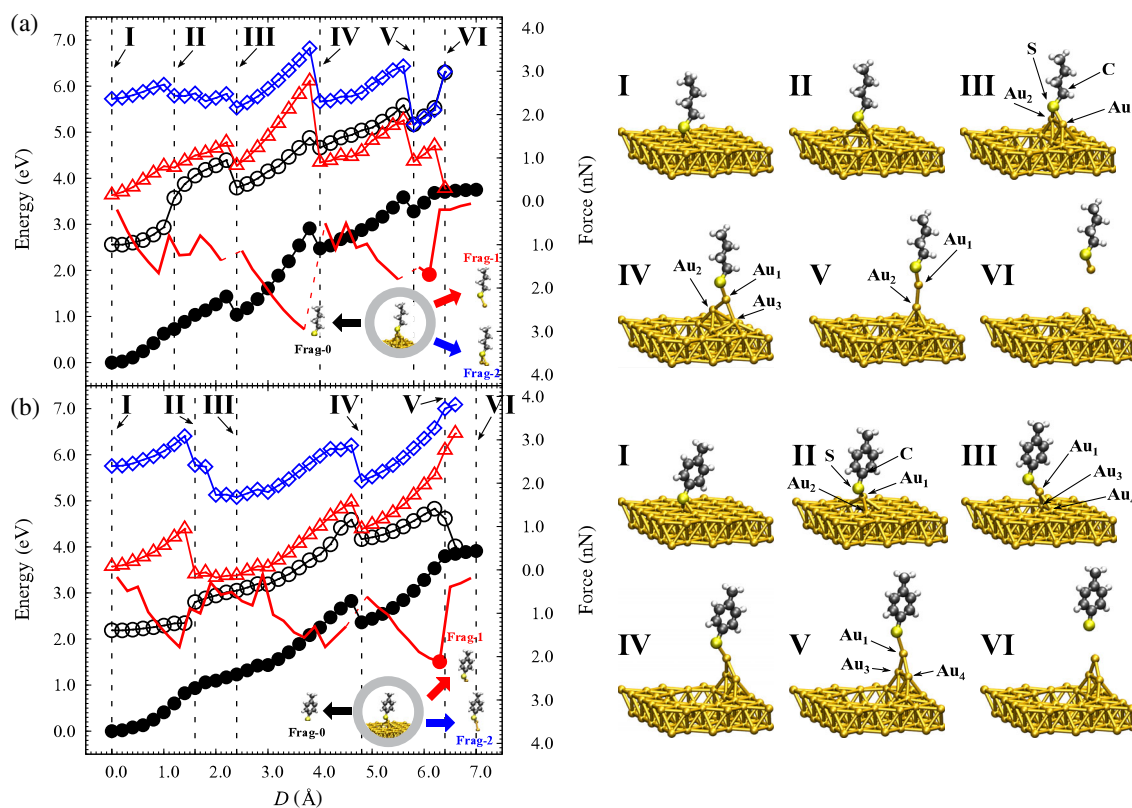 (a)
I II III IV V VI
7.0
6.0
5.0
4.0
3.0
2.0
1.0
0.0
Energy (eV)
4.0
3.0
2.0
1.0
0.0
1.0
2.0
3.0
4.0
Force (nN)
Frag-1
Frag-0
Frag-2
I II III
S
C
Au2
Au
IV V VI
Au2
Au1
Au3
Au1
Au2
(b)
I II III IV V VI
7.0
6.0
5.0
4.0
3.0
2.0
1.0
0.0
Energy (eV)
4.0
3.0
2.0
1.0
0.0
1.0
2.0
3.0
4.0
Force (nN)
Frag-1
Frag-0
Frag-2
0.0 1.0 2.0 3.0 4.0 5.0 6.0 7.0
D (Å)
I II III
S
C
Au2
Au1
Au1
Au3
Au
IV V VI
Au1
Au3
Au4